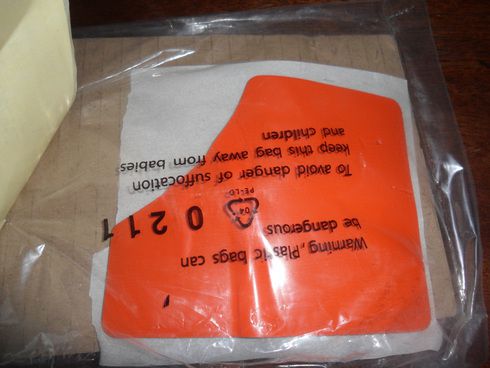 Warning, Plastic bags can
be dangerous
04
PE-LD
0 2 1 1
To avoid danger of suffocation
keep this bag away from babies
and children